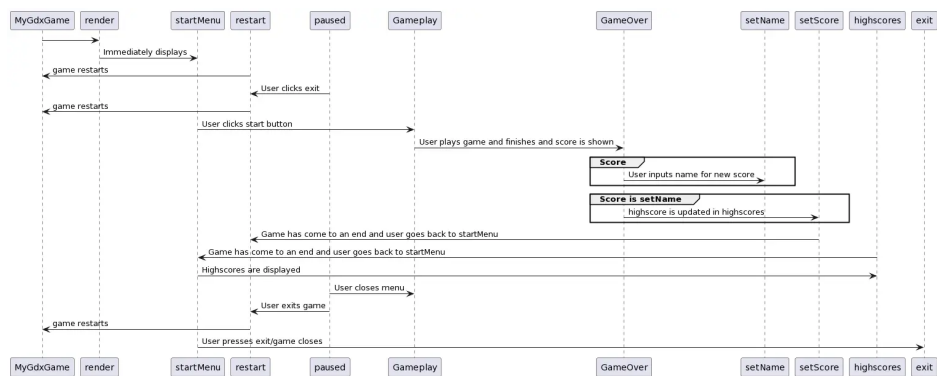 MyGdxGame render startMenu restart paused Gameplay GameOver setName setScore highscores exit
Immediately displays
game restarts
User clicks exit
game restarts
User clicks start button
User plays game and finishes and score is shown
Score
User inputs name for new score
Score is setName
highscore is updated in highscores
Game has come to an end and user goes back to startMenu
Game has come to an end and user goes back to startMenu
Highscores are displayed
User closes menu
User exits game
game restarts
User presses exit/game closes
MyGdxGame render startMenu restart paused Gameplay GameOver setName setScore highscores exit